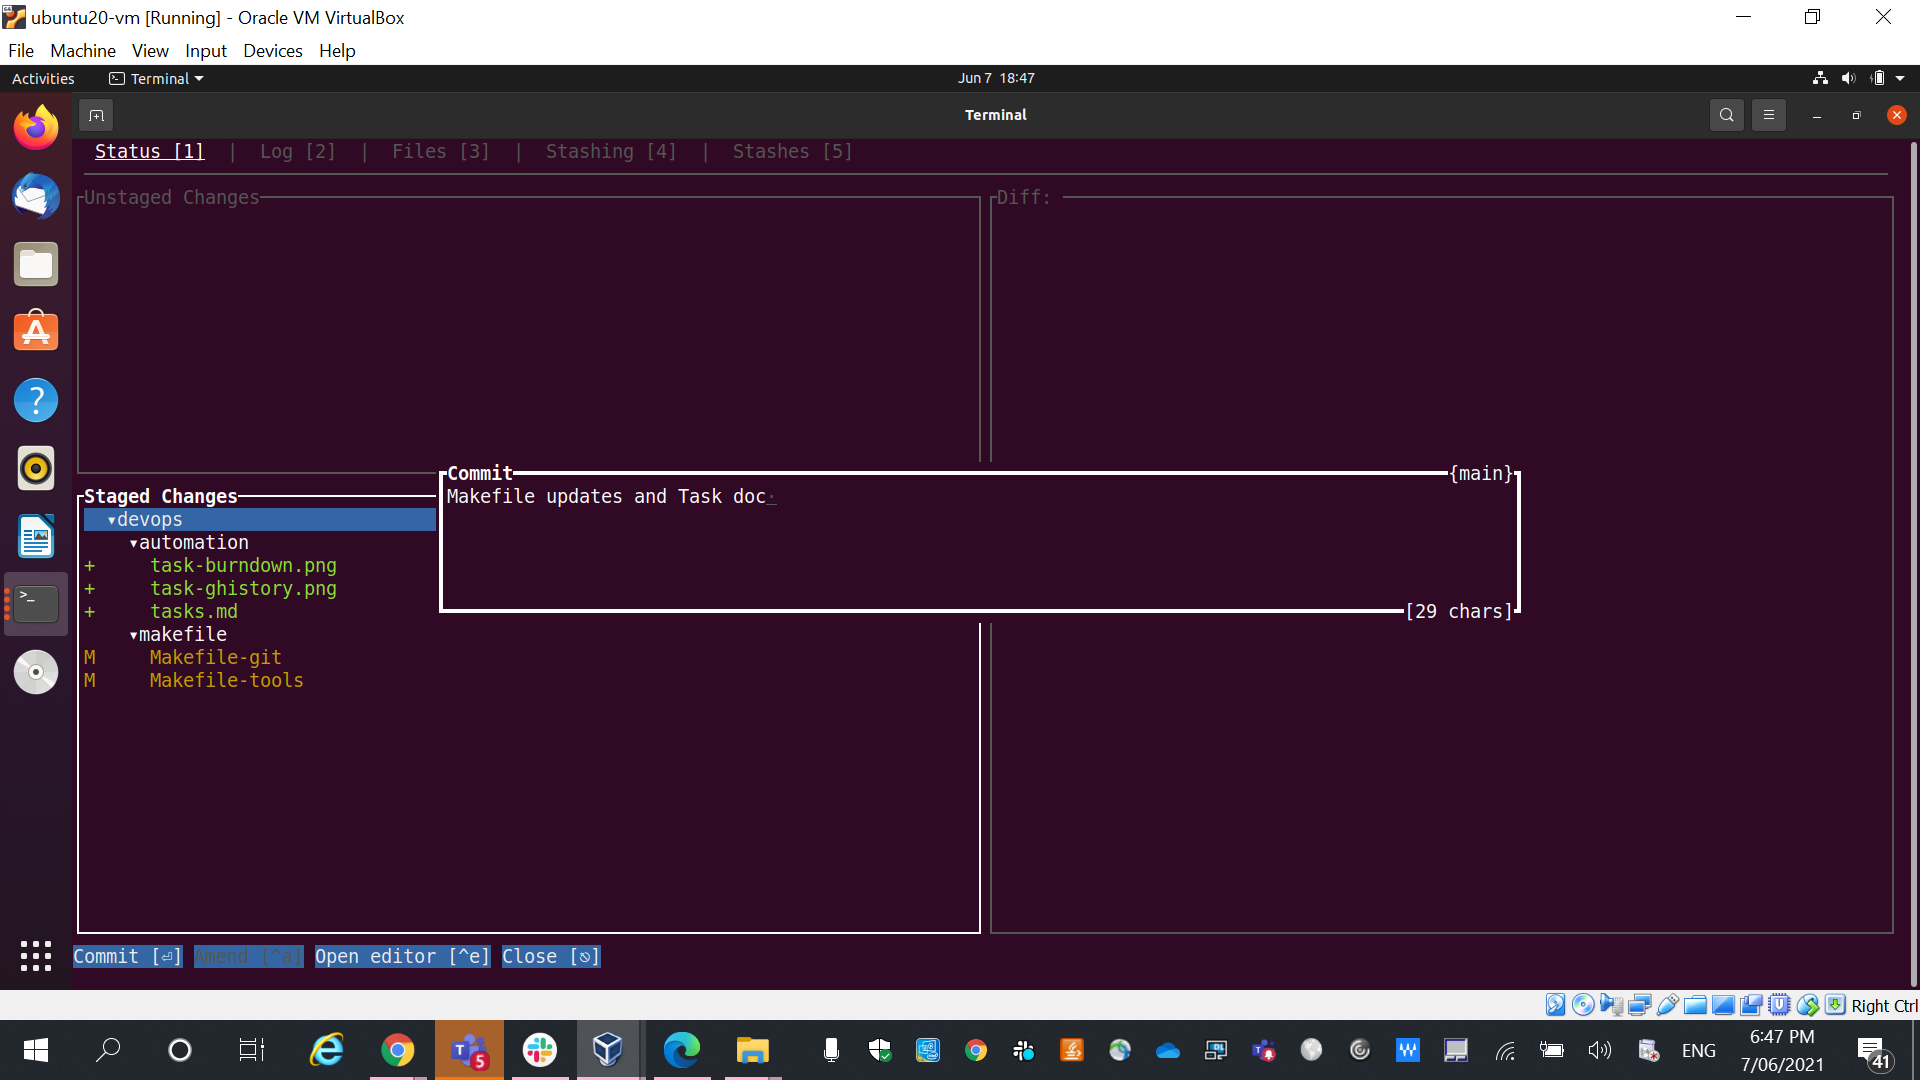 ubuntu20-vm [Running] - Oracle VM VirtualBox
File Machine View Input Devices Help
Activities Terminal Jun 7 18:47
Terminal
Status [1] | Log [2] | Files [3] | Stashing [4] | Stashes [5]
Unstaged Changes
Diff:
Commit {main}
Makefile updates and Task doc
[29 chars]
Staged Changes
▾devops
▾automation
+ task-burndown.png
+ task-ghistory.png
+ tasks.md
▾makefile
M Makefile-git
M Makefile-tools
Commit [⏎] Amend [^a] Open editor [^e] Close [⎋]
Right Ctrl
5
ENG
6:47 PM
7/06/2021
41